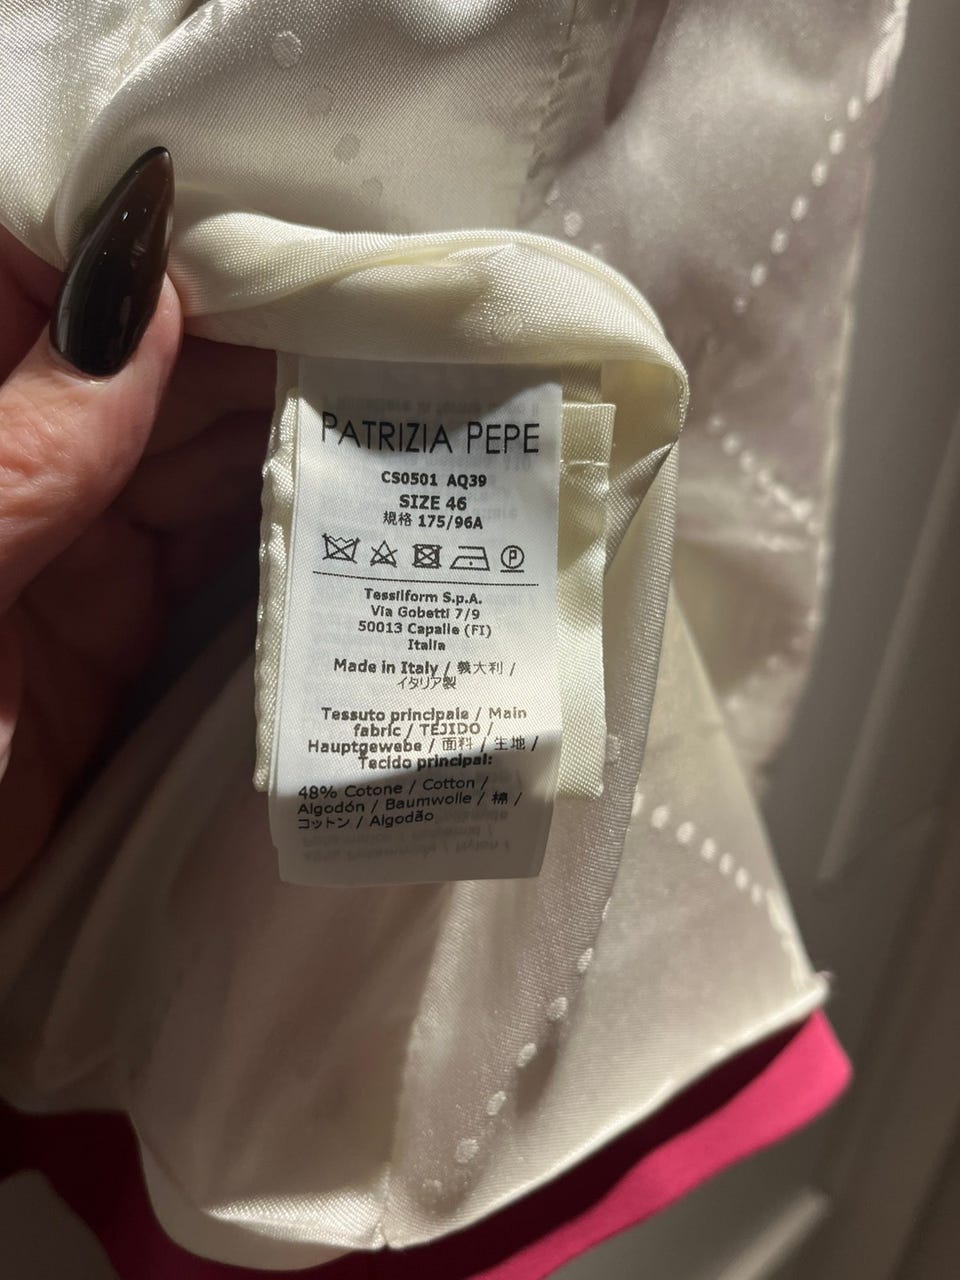 PATRIZIA PEPE
CS0501 AQ39
SIZE 46
規格 175/96A
P
Tessilform S.p.A.
Via Gobetti 7/9
50013 Capalle (FI)
Italia
Made in Italy / 義大利 /
イタリア製
Tessuto principale / Main
fabric / TEJIDO /
Hauptgewebe / 面料 / 生地 /
Tecido principal:
48% Cotone / Cotton /
Algodón / Baumwolle / 棉 /
コットン / Algodão